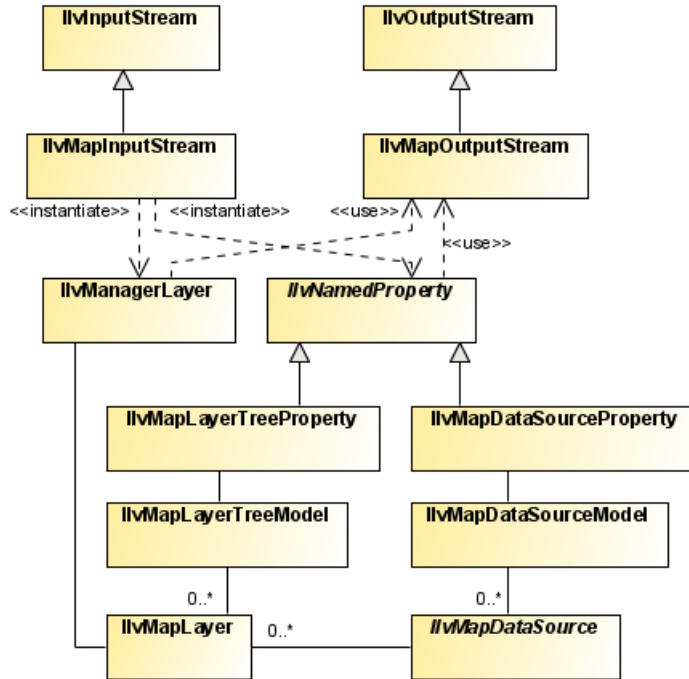 IlvInputStream
IlvOutputStream
IlvMapInputStream
IlvMapOutputStream
<<instantiate>>
<<instantiate>>
<<use>>
<<use>>
IlvManagerLayer
IlvNamedProperty
IlvMapLayerTreeProperty
IlvMapDataSourceProperty
IlvMapLayerTreeModel
IlvMapDataSourceModel
0..*
0..*
IlvMapLayer
0..*
IlvMapDataSource